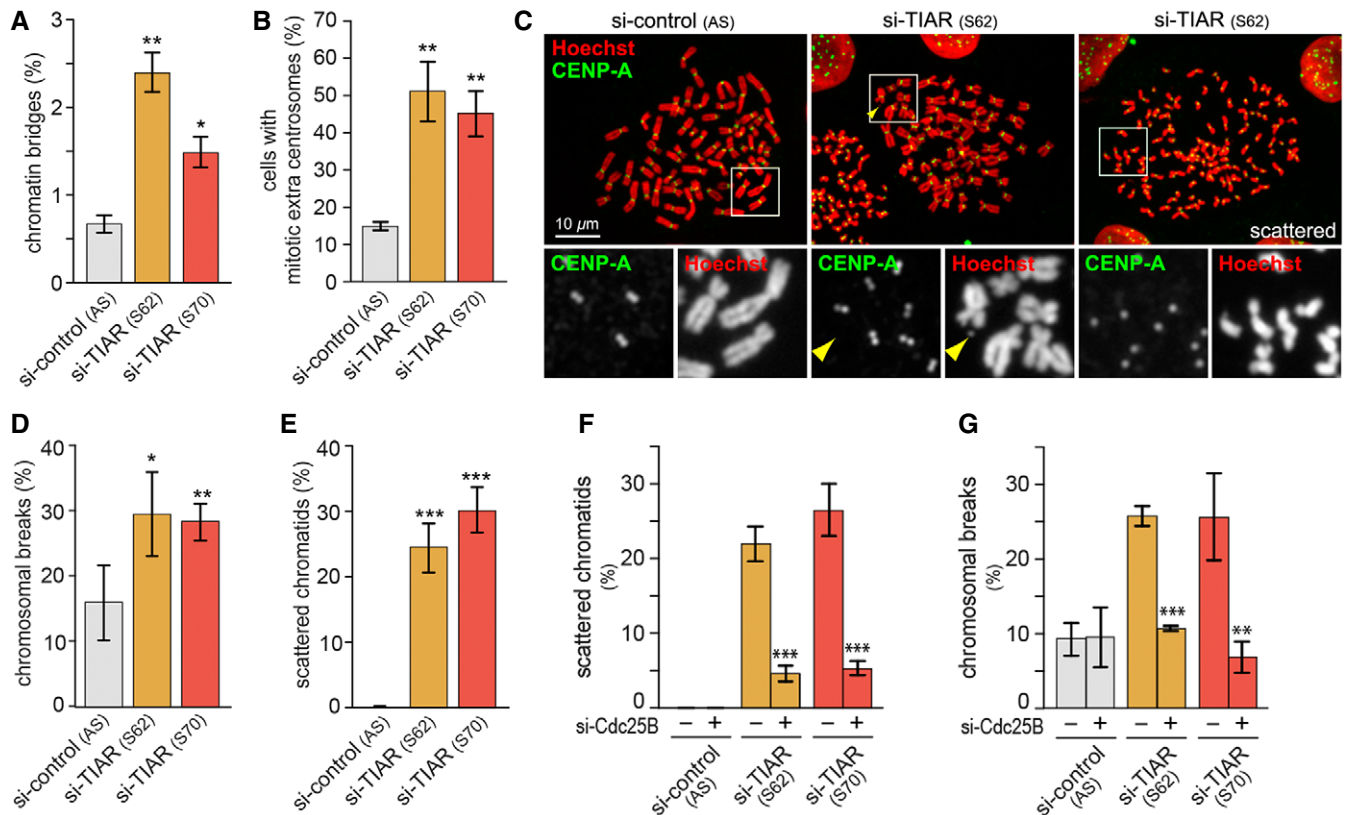 A
chromatin bridges (%)
3
2
1
0
**
*
si-control (AS)
si-TIAR (S62)
si-TIAR (S70)
B
cells with
mitotic extra centrosomes (%)
70
60
50
40
30
20
10
0
**
**
si-control (AS)
si-TIAR (S62)
si-TIAR (S70)
C
si-control (AS)
si-TIAR (S62)
si-TIAR (S62)
Hoechst
CENP-A
10 µm
scattered
CENP-A
Hoechst
CENP-A
Hoechst
CENP-A
Hoechst
D
chromosomal breaks (%)
40
30
20
10
0
*
**
si-control (AS)
si-TIAR (S62)
si-TIAR (S70)
E
scattered chromatids (%)
40
30
20
10
0
***
***
si-control (AS)
si-TIAR (S62)
si-TIAR (S70)
F
scattered chromatids
(%)
30
20
10
0
***
***
si-Cdc25B
− + − + − +
si-control
(AS)
si-TIAR
(S62)
si-TIAR
(S70)
G
chromosomal breaks
(%)
30
20
10
0
***
**
si-Cdc25B
− + − + − +
si-control
(AS)
si-TIAR
(S62)
si-TIAR
(S70)